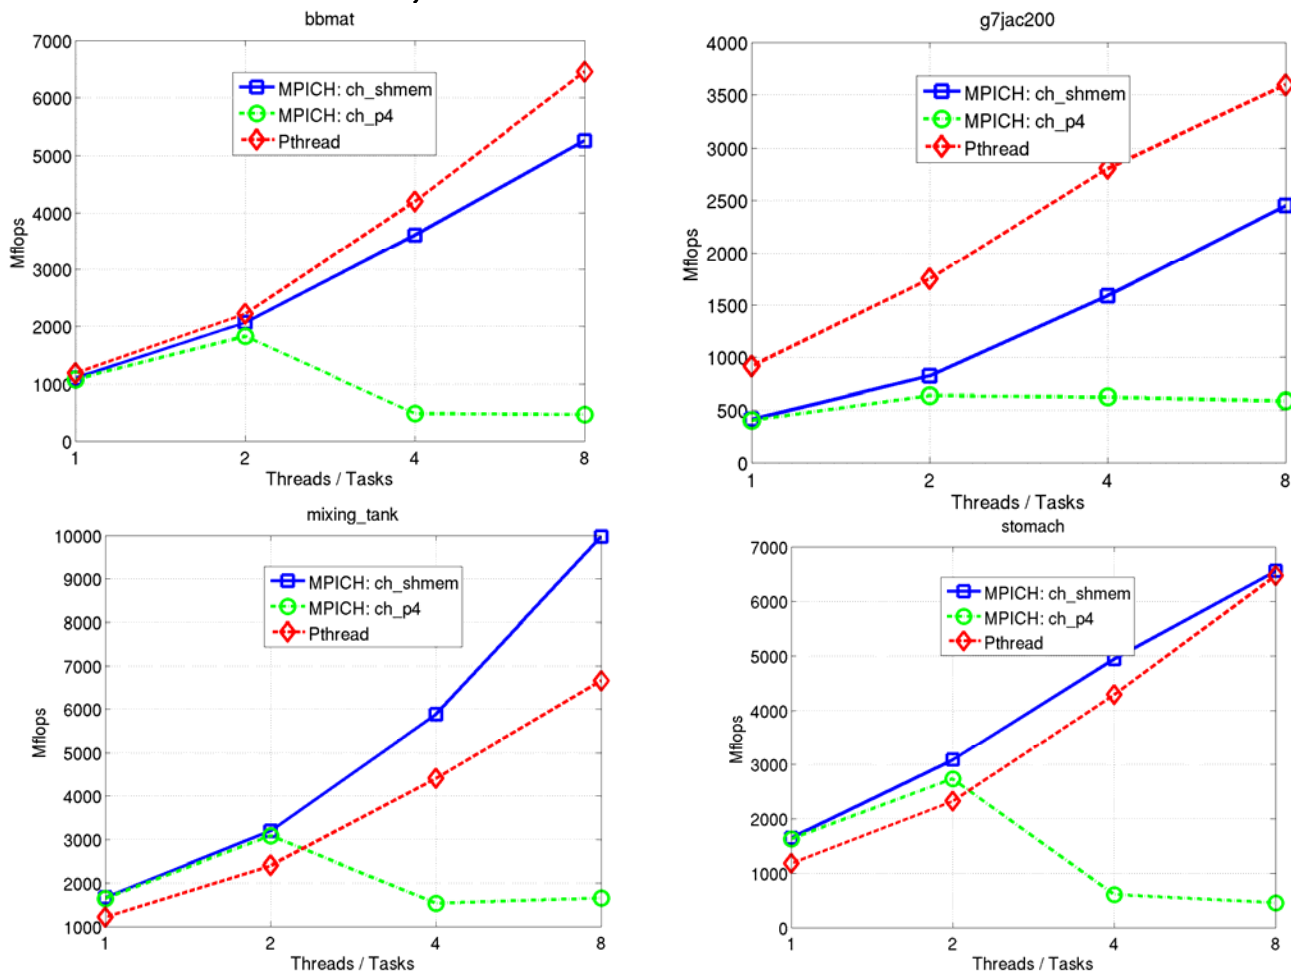 bbmat
7000
6000
5000
4000
3000
2000
1000
0
Mflops
MPICH: ch_shmem
MPICH: ch_p4
Pthread
1 2 4 8
Threads / Tasks
g7jac200
4000
3500
3000
2500
2000
1500
1000
500
0
Mflops
MPICH: ch_shmem
MPICH: ch_p4
Pthread
1 2 4 8
Threads / Tasks
mixing_tank
10000
9000
8000
7000
6000
5000
4000
3000
2000
1000
Mflops
MPICH: ch_shmem
MPICH: ch_p4
Pthread
1 2 4 8
Threads / Tasks
stomach
7000
6000
5000
4000
3000
2000
1000
0
Mflops
MPICH: ch_shmem
MPICH: ch_p4
Pthread
1 2 4 8
Threads / Tasks